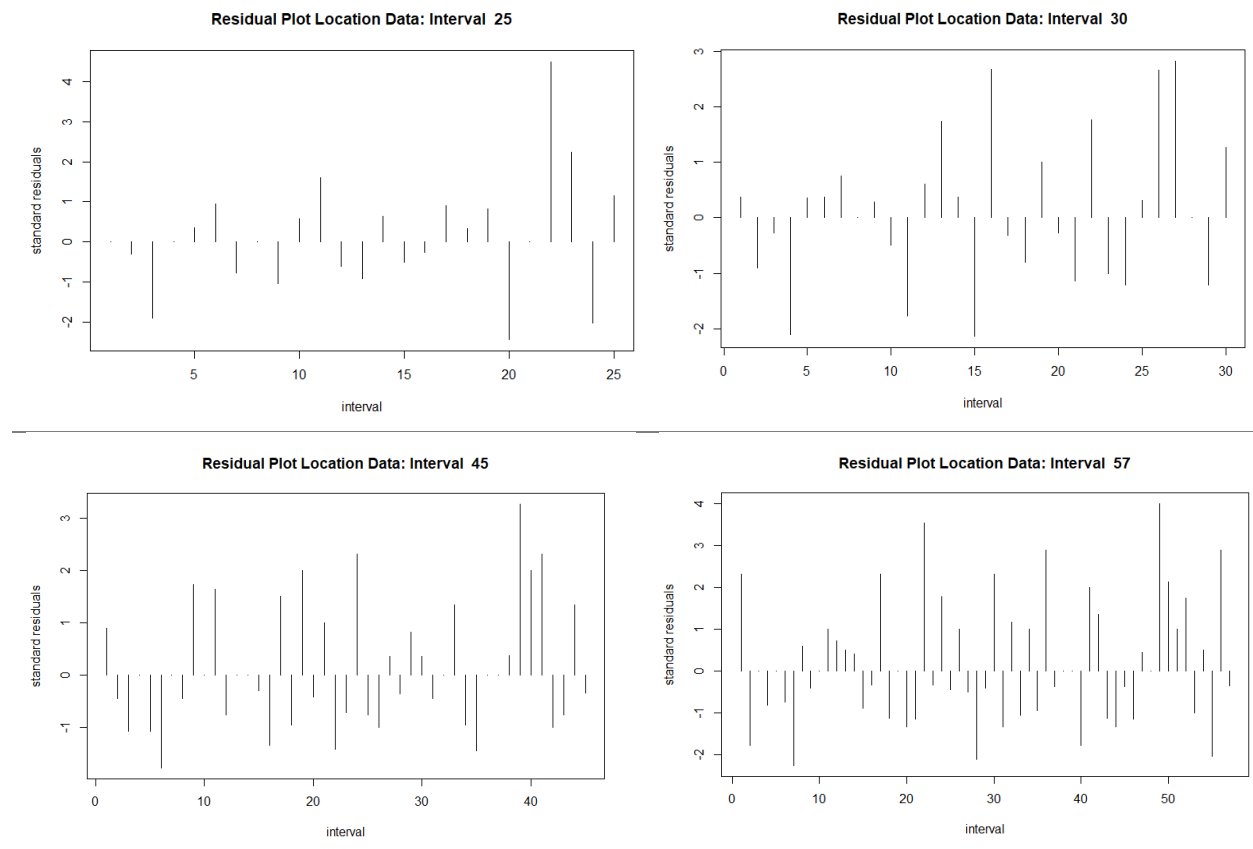 Residual Plot Location Data: Interval 25
standard residuals
4
3
2
1
0
-1
-2
5 10 15 20 25
interval
Residual Plot Location Data: Interval 30
standard residuals
3
2
1
0
-1
-2
0 5 10 15 20 25 30
interval
Residual Plot Location Data: Interval 45
standard residuals
3
2
1
0
-1
0 10 20 30 40
interval
Residual Plot Location Data: Interval 57
standard residuals
4
3
2
1
0
-1
-2
0 10 20 30 40 50
interval